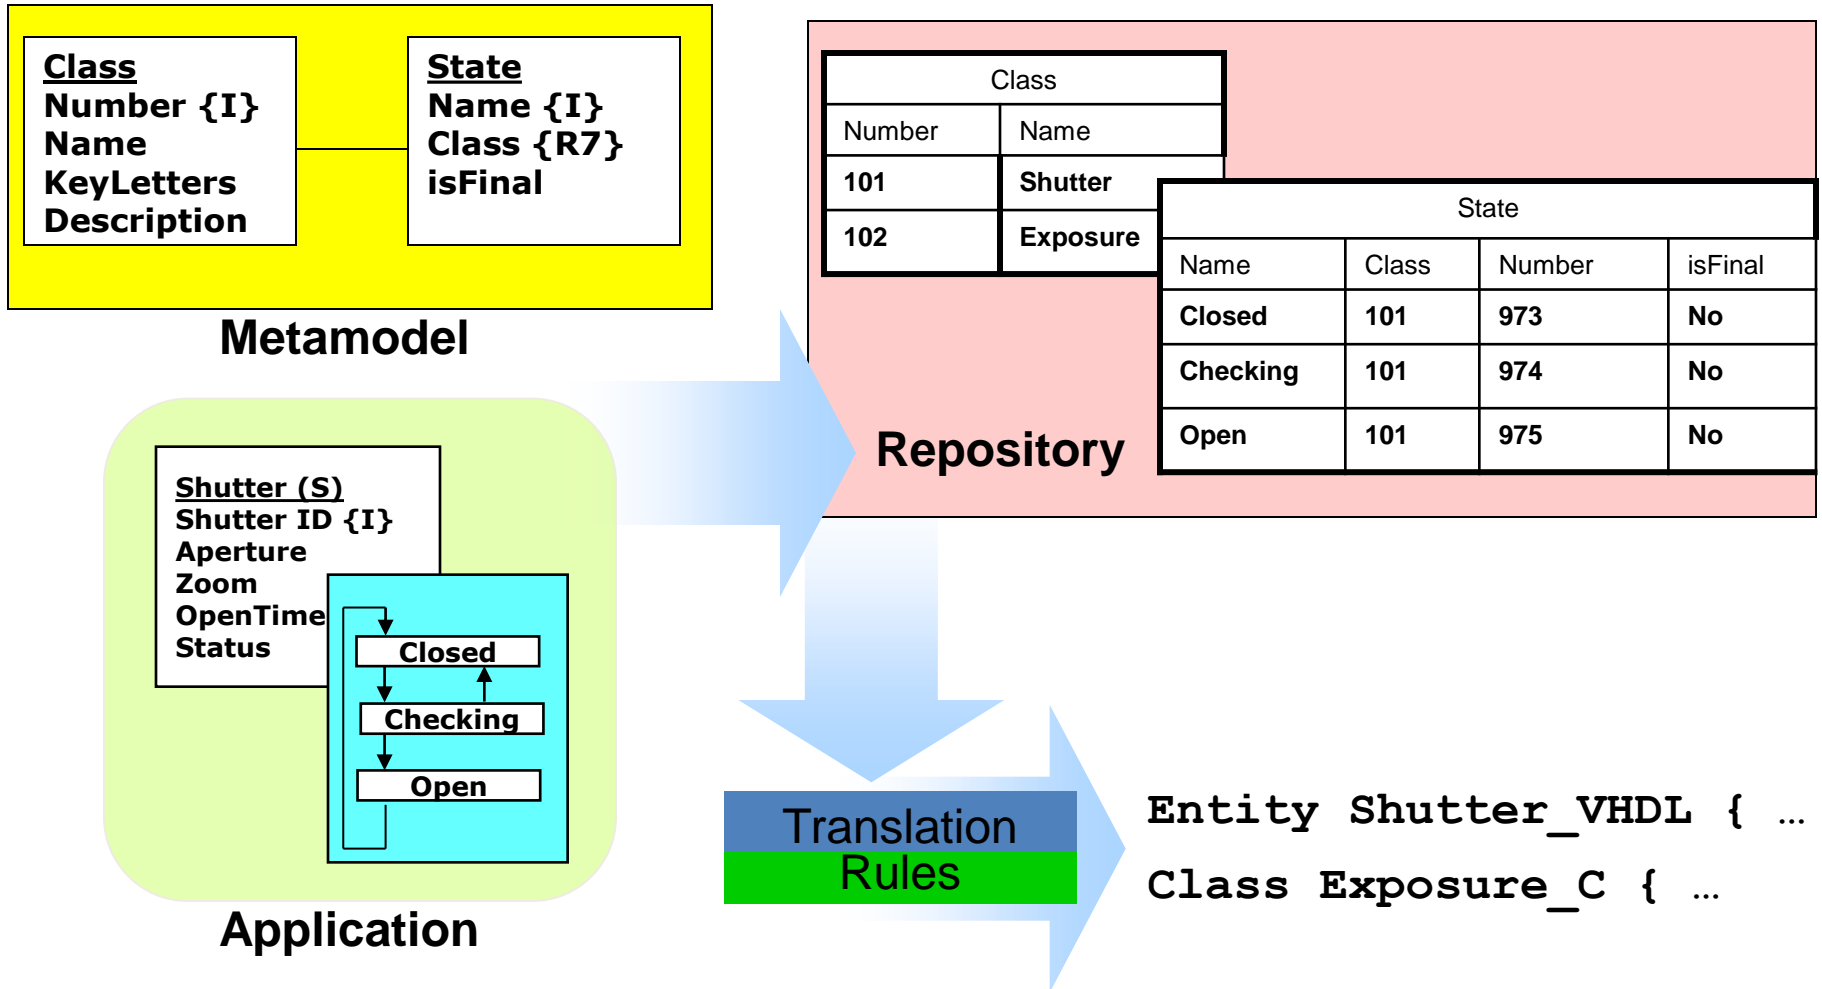 Class
Number {I}
Name
KeyLetters
Description
State
Name {I}
Class {R7}
isFinal
Metamodel
Class
Number Name
101 Shutter
102 Exposure
State
Name Class Number isFinal
Closed 101 973 No
Checking 101 974 No
Open 101 975 No
Repository
Shutter (S)
Shutter ID {I}
Aperture
Zoom
OpenTime
Status
Closed
Checking
Open
Application
Translation
Rules
Entity Shutter_VHDL { …
Class Exposure_C { …